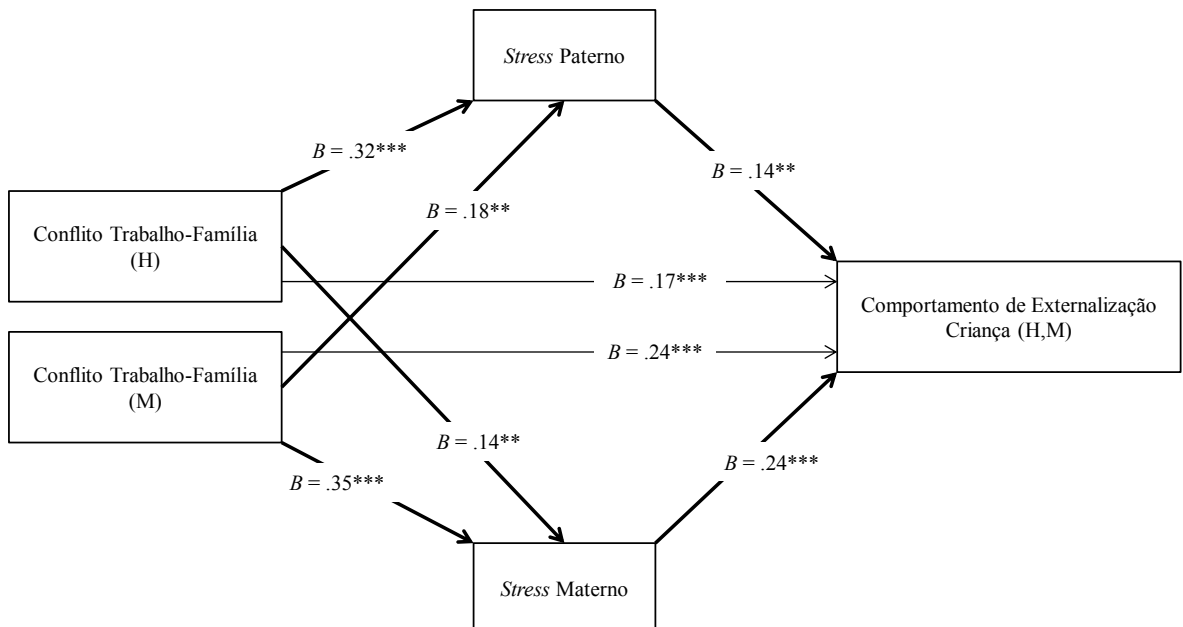 Stress Paterno
B = .32***
B = .14**
B = .18**
Conflito Trabalho-Família
(H)
B = .17***
Comportamento de Externalização
Criança (H,M)
B = .24***
Conflito Trabalho-Família
(M)
B = .14**
B = .24***
B = .35***
Stress Materno